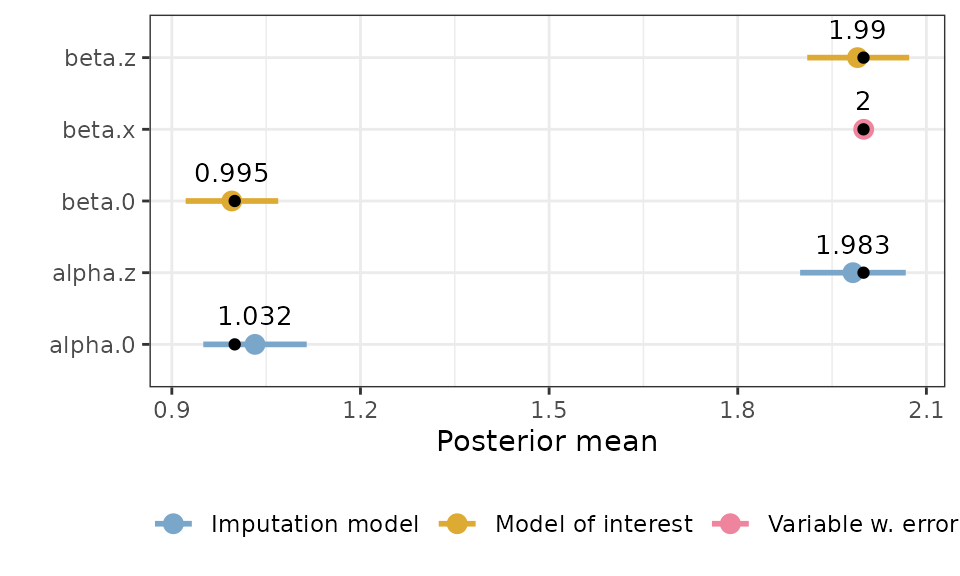 beta.z
1.99
beta.x
2
beta.0
0.995
alpha.z
1.983
alpha.0
1.032
0.9 1.2 1.5 1.8 2.1
Posterior mean
Imputation model Model of interest Variable w. error